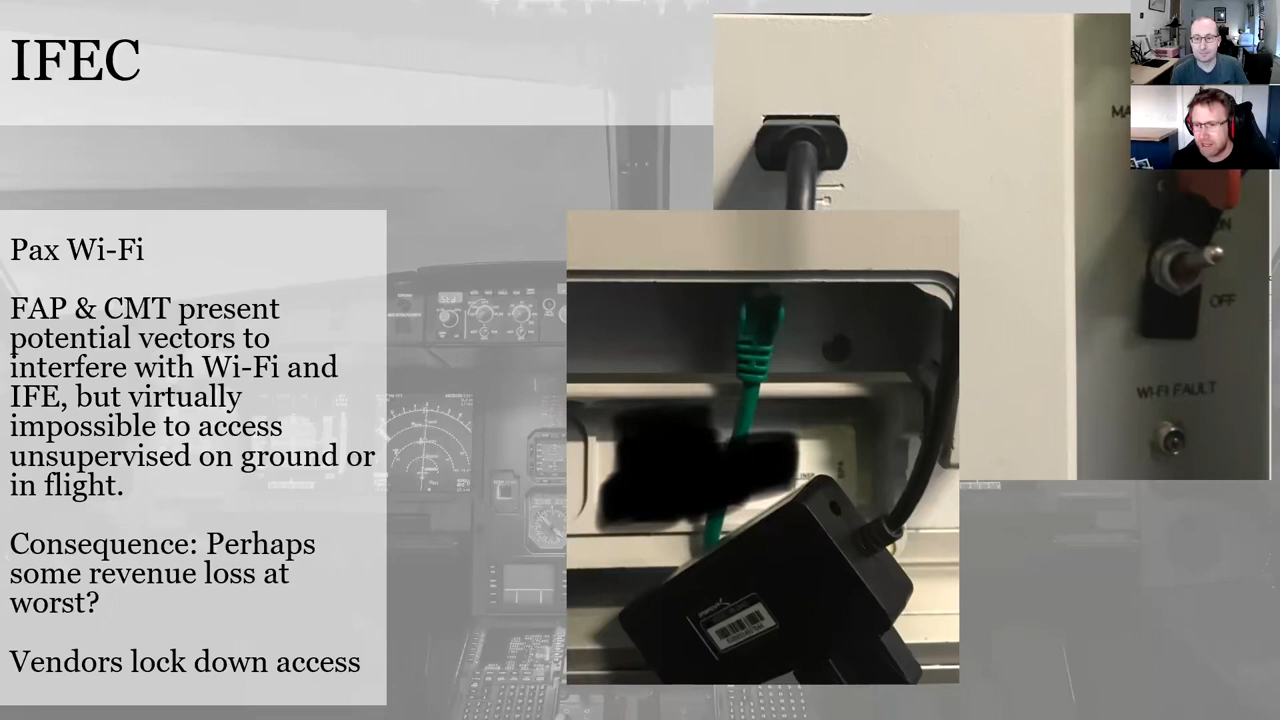 IFEC
Pax Wi-Fi
FAP & CMT present
potential vectors to
interfere with Wi-Fi and
IFE, but virtually
impossible to access
unsupervised on ground or
in flight.
Consequence: Perhaps
some revenue loss at
worst?
Vendors lock down access
OFF
WI-FI FAULT